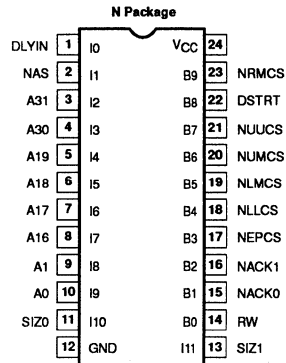 N Package
DLYIN 1 I0 VCC 24
NAS 2 I1 B9 23 NRMCS
A31 3 I2 B8 22 DSTRT
A30 4 I3 B7 21 NUUCS
A19 5 I4 B6 20 NUMCS
A18 6 I5 B5 19 NLMCS
A17 7 I6 B4 18 NLLCS
A16 8 I7 B3 17 NEPCS
A1 9 I8 B2 16 NACK1
A0 10 I9 B1 15 NACK0
SIZ0 11 I10 B0 14 RW
12 GND I11 13 SIZ1